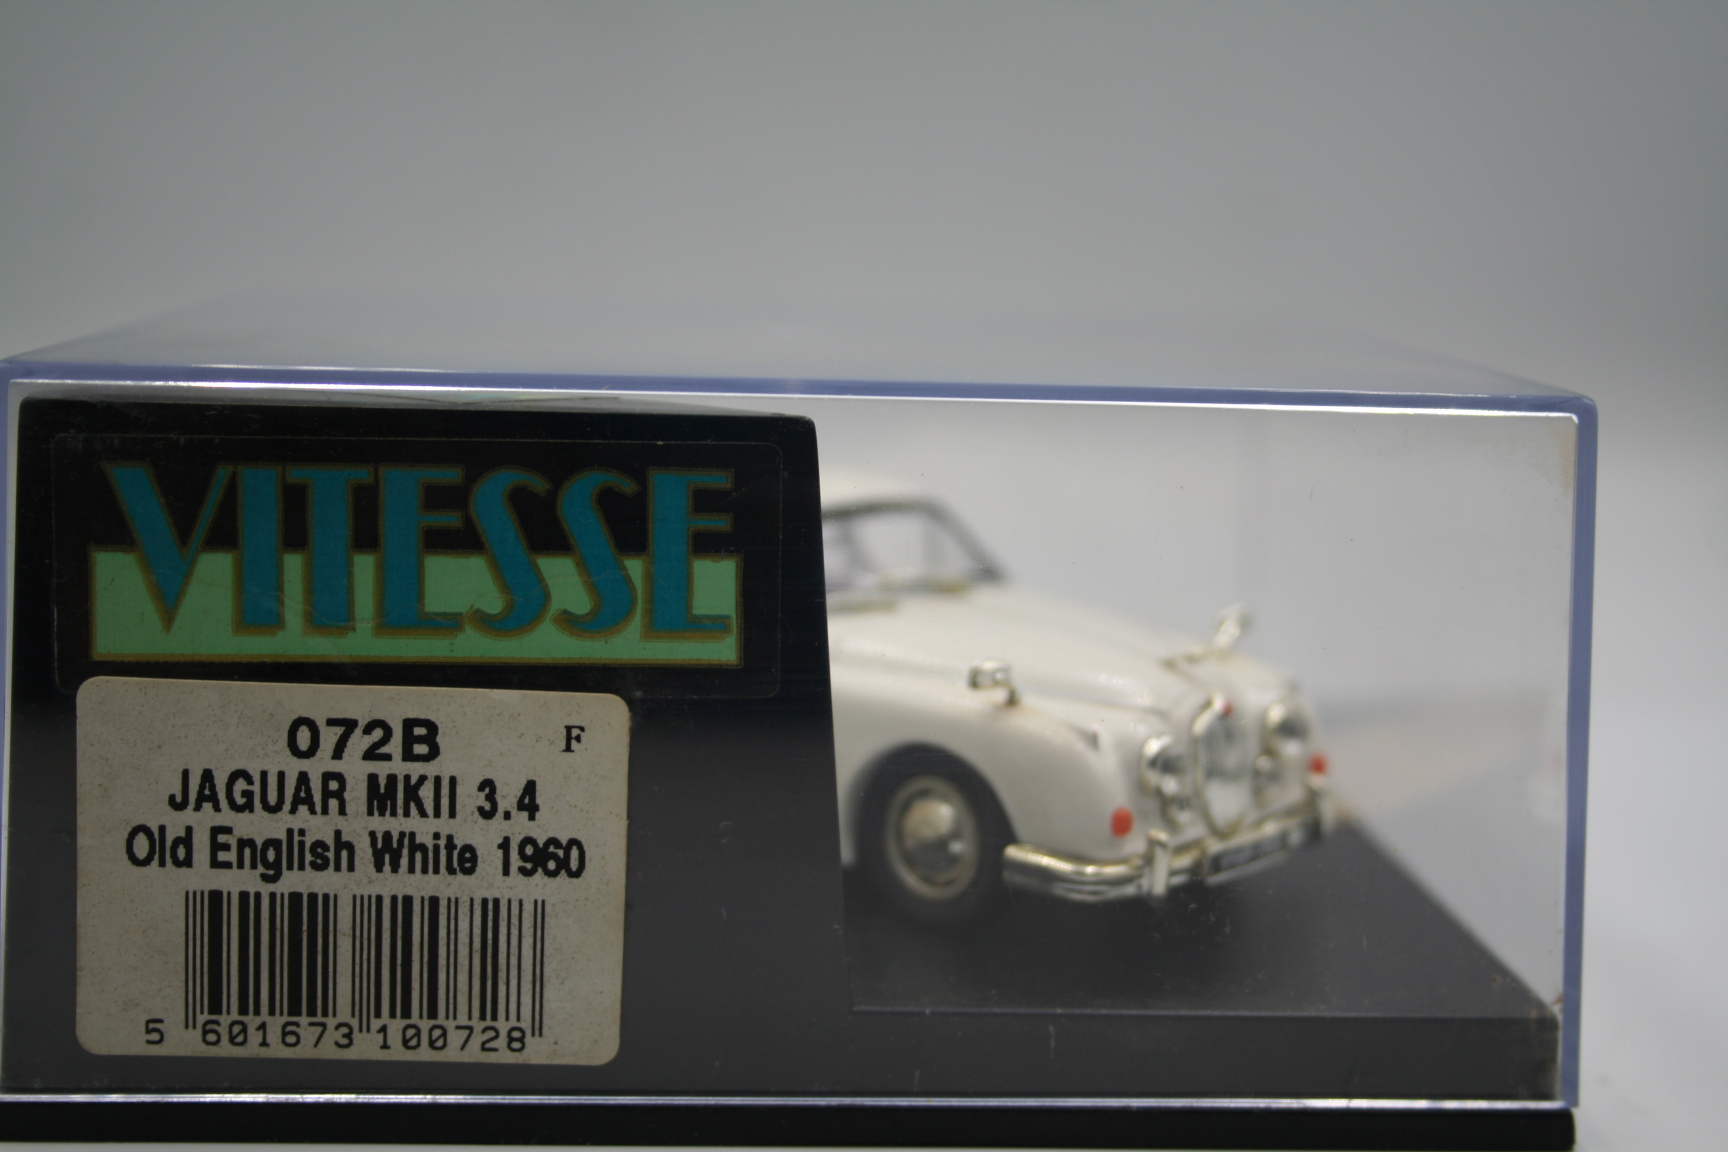 VITESSE
072B F
JAGUAR MKII 3.4
Old English White 1960
5 601673 100728